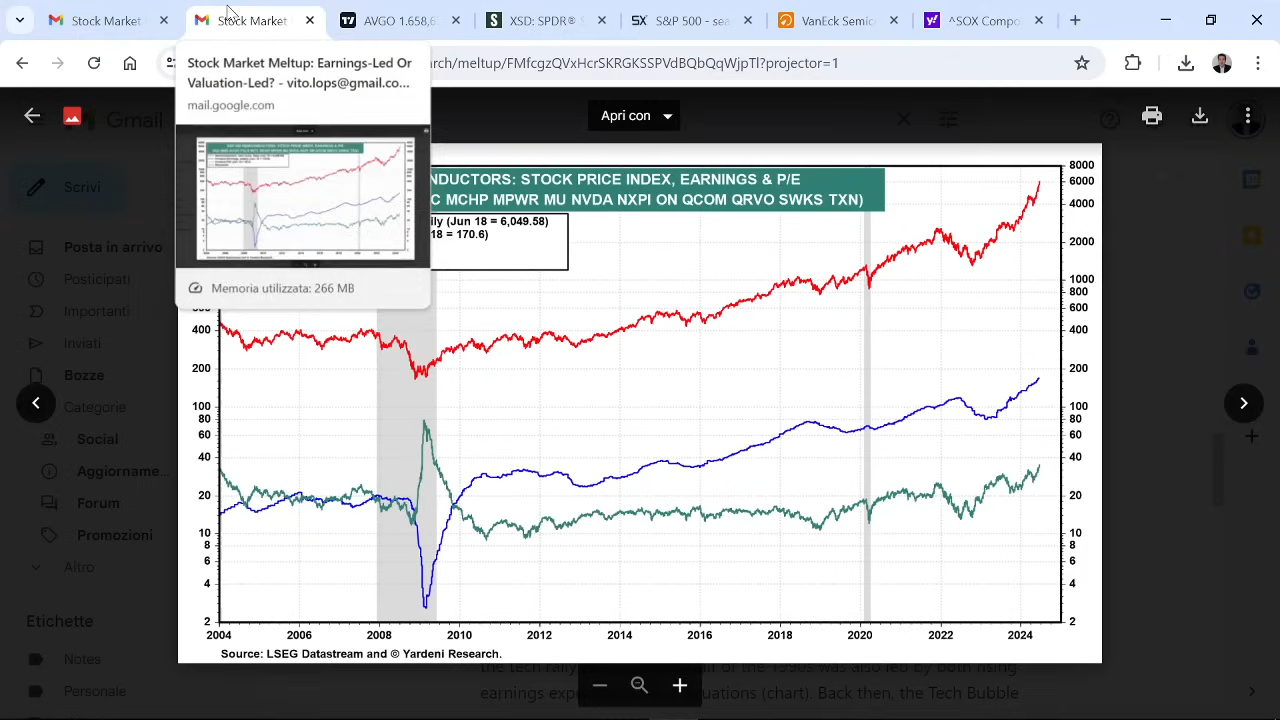 Stock Market
Stock Market
AVGO 1.658,6
XSD: SPDR®
S&P 500 - sea
VanEck Semic
^SOX Compo
arch/meltup/FMfcgzQVxHcrSKRGKSSPVdBQbQqWJpTl?projector=1
Stock Market Meltup: Earnings-Led Or
Valuation-Led? - vito.lops@gmail.co...
mail.google.com
Memoria utilizzata: 266 MB
Gmail
Apri con
Scrivi
Posta in arrivo
Posticipati
Importanti
Inviati
Bozze
Categorie
Social
Aggiorname...
Forum
Promozioni
Altro
Etichette
Notes
Personale
NDUCTORS: STOCK PRICE INDEX, EARNINGS & P/E
C MCHP MPWR MU NVDA NXPI ON QCOM QRVO SWKS TXN)
ily (Jun 18 = 6,049.58)
18 = 170.6)
8000
6000
4000
2000
1000
800
600
400
200
100
80
60
40
20
10
8
6
4
2
600
400
200
100
80
60
40
20
10
8
6
4
2
2004 2006 2008 2010 2012 2014 2016 2018 2020 2022 2024
Source: LSEG Datastream and © Yardeni Research.
earnings exp
uations (chart). Back then, the Tech Bubble